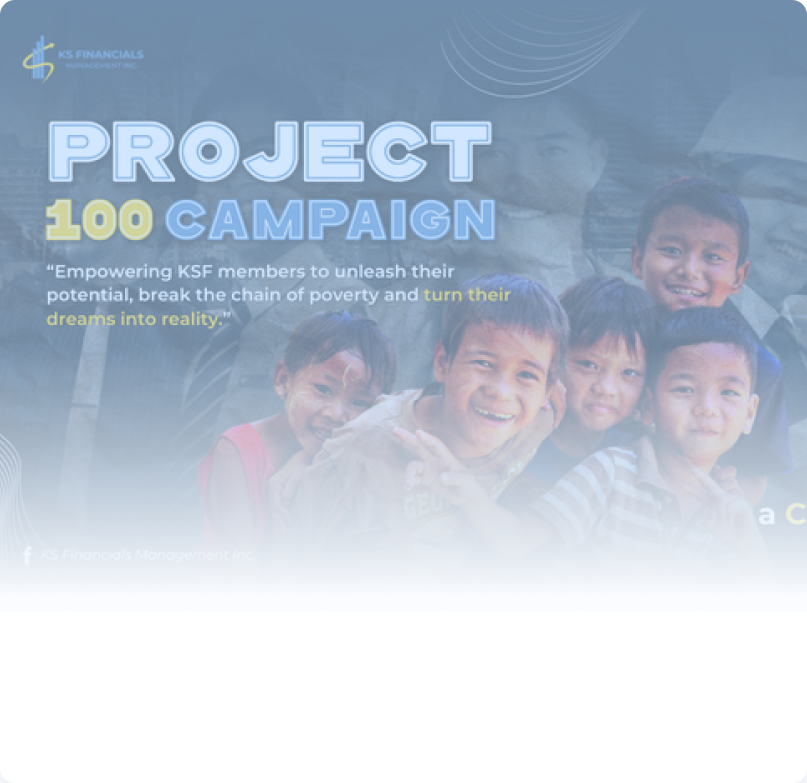 KS FINANCIALS
MANAGEMENT INC.
PROJECT
100 CAMPAIGN
“Empowering KSF members to unleash their
potential, break the chain of poverty and turn their
dreams into reality.”
a C
f KS Financials Management Inc.